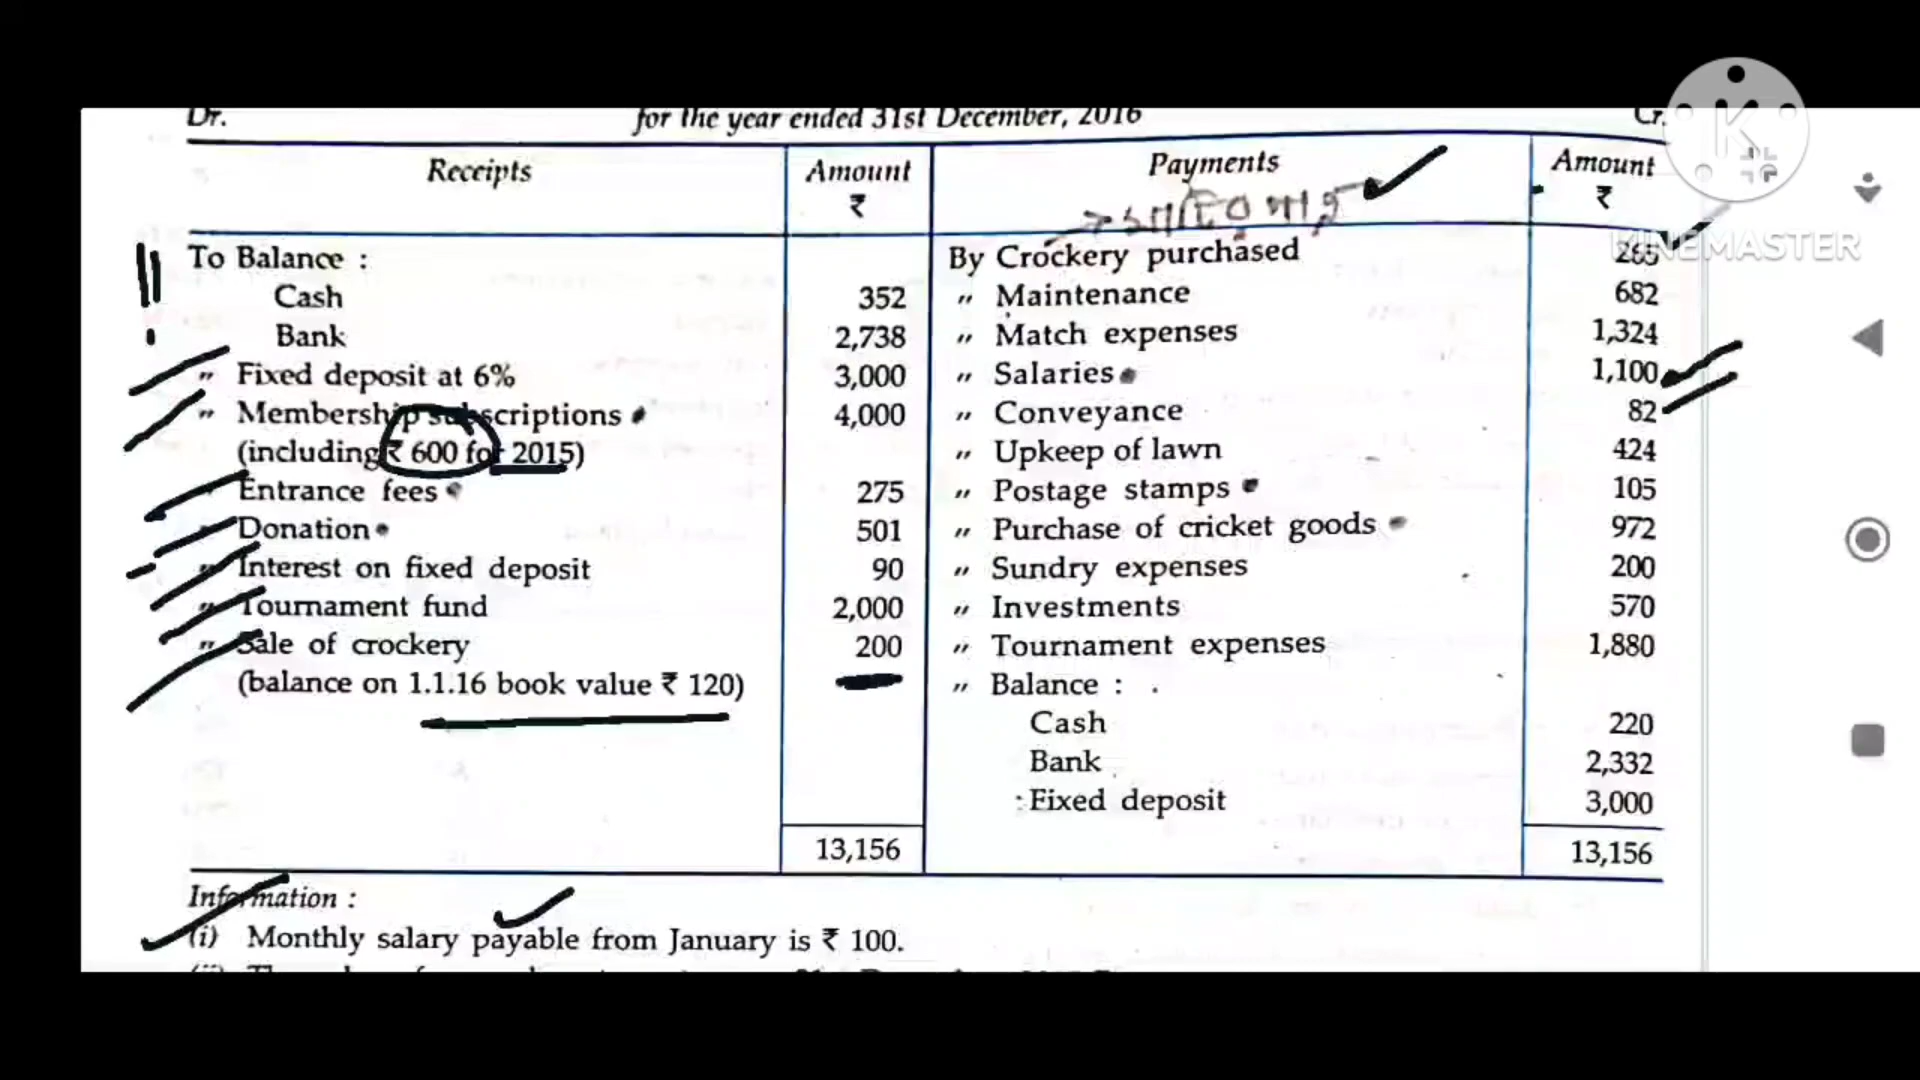 Dr. for the year ended 31st December, 2016 Cr.
Receipts Amount ₹ Payments Amount ₹
To Balance : By Crockery purchased 265
Cash 352 〃 Maintenance 682
Bank 2,738 〃 Match expenses 1,324
〃 Fixed deposit at 6% 3,000 〃 Salaries 1,100
〃 Membership subscriptions 4,000 〃 Conveyance 82
(including ₹ 600 for 2015) 〃 Upkeep of lawn 424
〃 Entrance fees 275 〃 Postage stamps 105
〃 Donation 501 〃 Purchase of cricket goods 972
〃 Interest on fixed deposit 90 〃 Sundry expenses 200
〃 Tournament fund 2,000 〃 Investments 570
〃 Sale of crockery 200 〃 Tournament expenses 1,880
(balance on 1.1.16 book value ₹ 120) 〃 Balance :
Cash 220
Bank 2,332
Fixed deposit 3,000
13,156 13,156
Information :
(i) Monthly salary payable from January is ₹ 100.
K
KINEMASTER